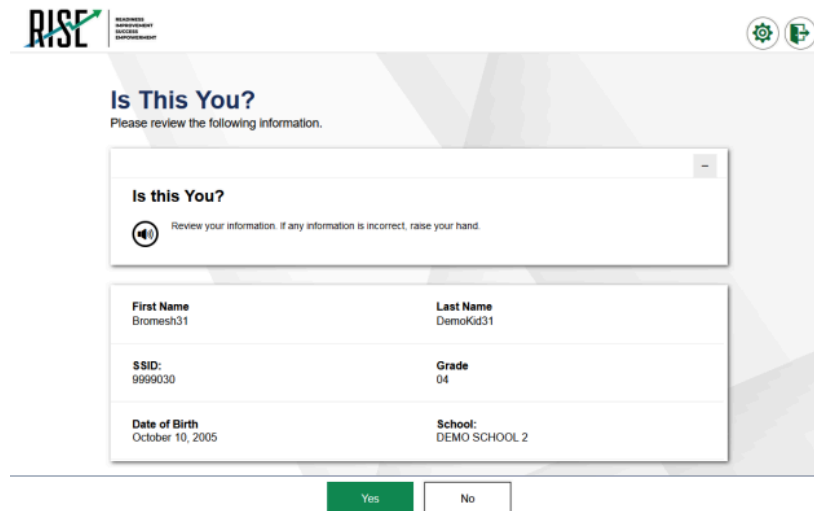 RISE
READINESS
IMPROVEMENT
SUCCESS
EMPOWERMENT
Is This You?
Please review the following information.
Is this You?
Review your information. If any information is incorrect, raise your hand.
First Name
Bromesh31
Last Name
DemoKid31
SSID:
9999030
Grade
04
Date of Birth
October 10, 2005
School:
DEMO SCHOOL 2
Yes
No